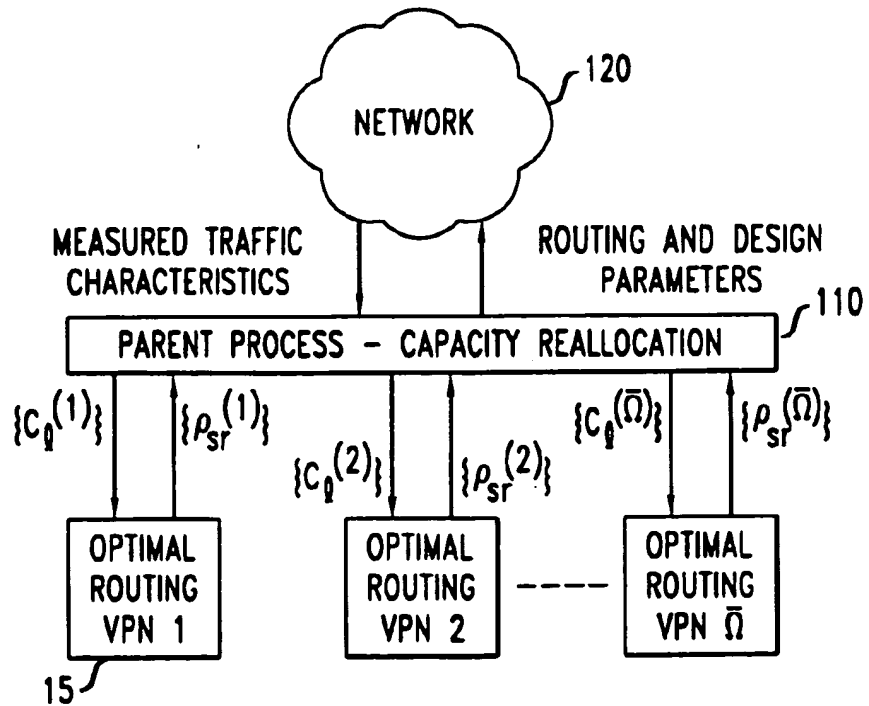 NETWORK
120
MEASURED TRAFFIC
CHARACTERISTICS
ROUTING AND DESIGN
PARAMETERS
110
PARENT PROCESS - CAPACITY REALLOCATION
{C_ℓ^(1)}
{ρ_sr^(1)}
{C_ℓ^(2)}
{ρ_sr^(2)}
{C_ℓ^(Ω̄)}
{ρ_sr^(Ω̄)}
OPTIMAL
ROUTING
VPN 1
OPTIMAL
ROUTING
VPN 2
OPTIMAL
ROUTING
VPN Ω̄
15